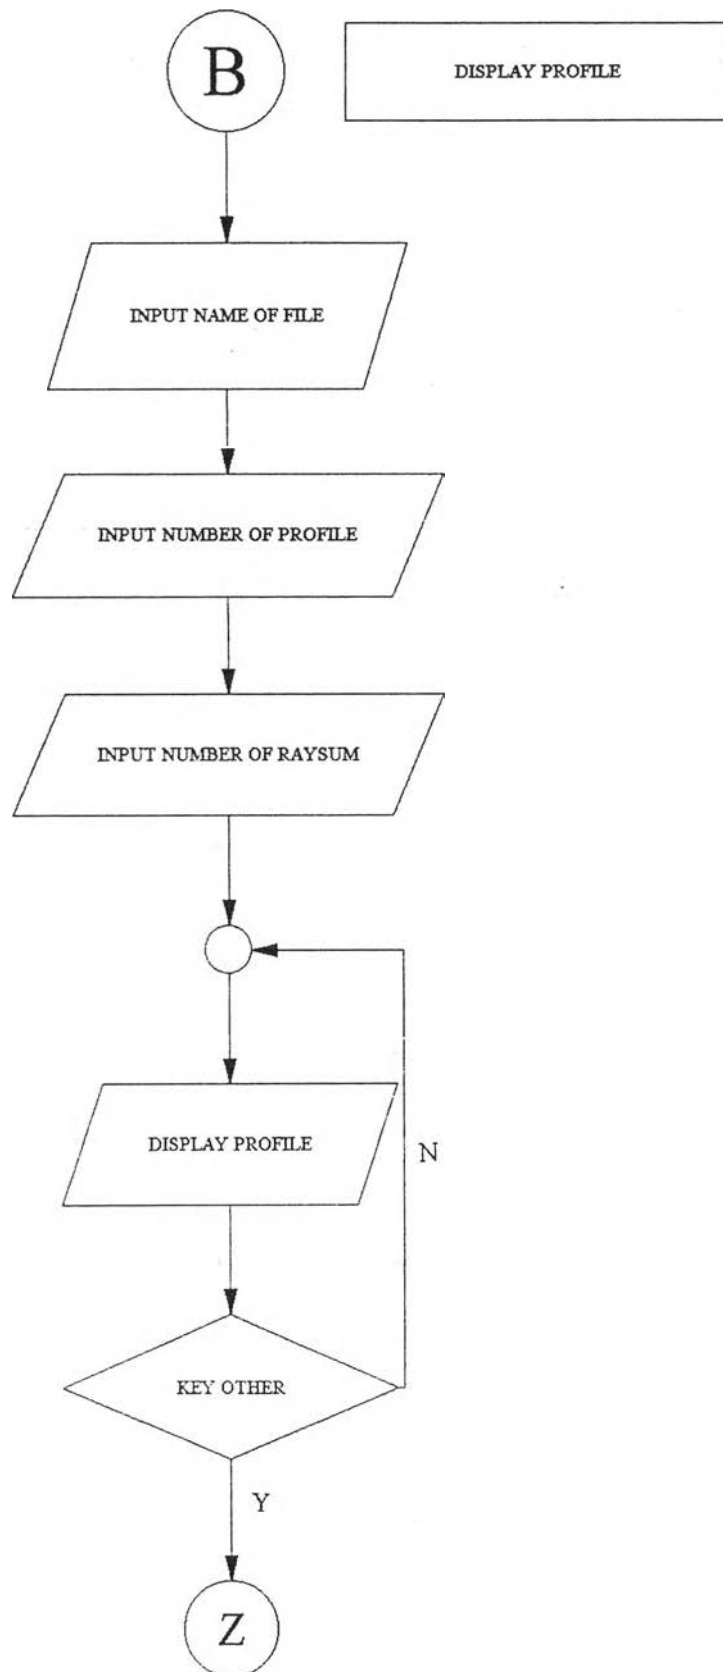 B
DISPLAY PROFILE
INPUT NAME OF FILE
INPUT NUMBER OF PROFILE
INPUT NUMBER OF RAYSUM
DISPLAY PROFILE
N
KEY OTHER
Y
Z